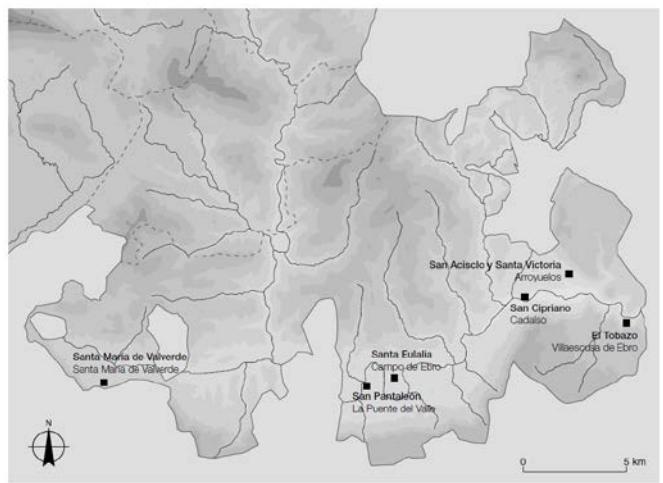 San Acisclo y Santa Victoria
Arroyuelos
San Cipriano
Cadalso
El Tobazo
Villaescusa de Ebro
Santa María de Valverde
Santa María de Valverde
Santa Eulalia
Campo de Ebro
San Pantaleón
La Puente del Valle
N
0 5 km